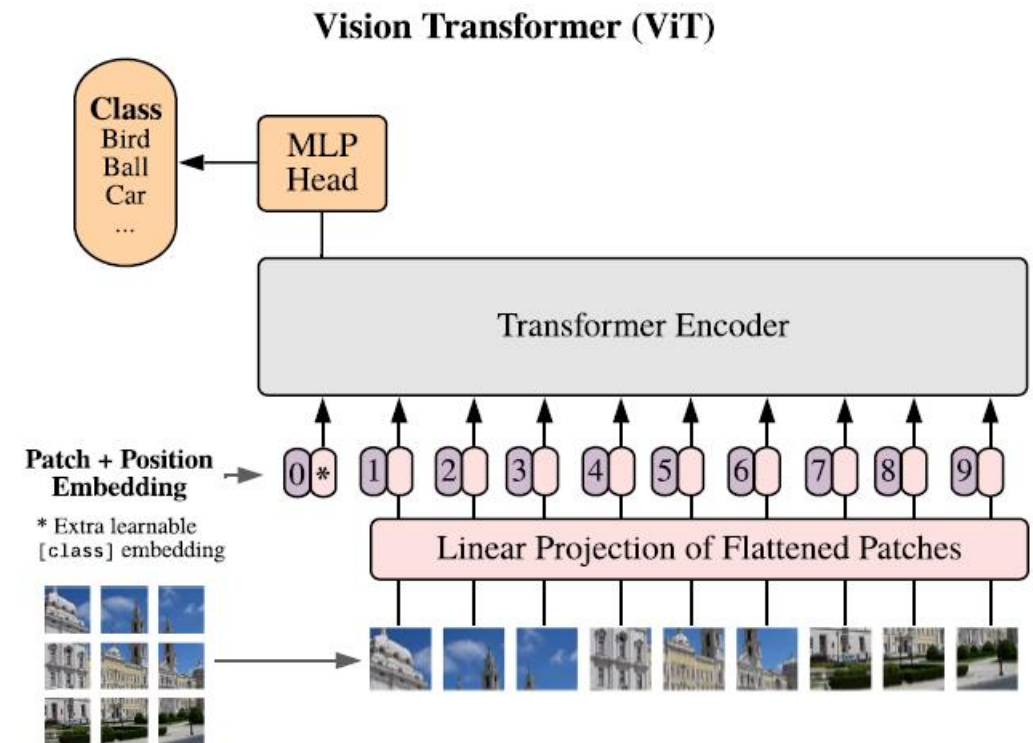 Vision Transformer (ViT)
Class
Bird
Ball
Car
...
MLP
Head
Transformer Encoder
Patch + Position
Embedding
0 * 1 2 3 4 5 6 7 8 9
* Extra learnable
[class] embedding
Linear Projection of Flattened Patches